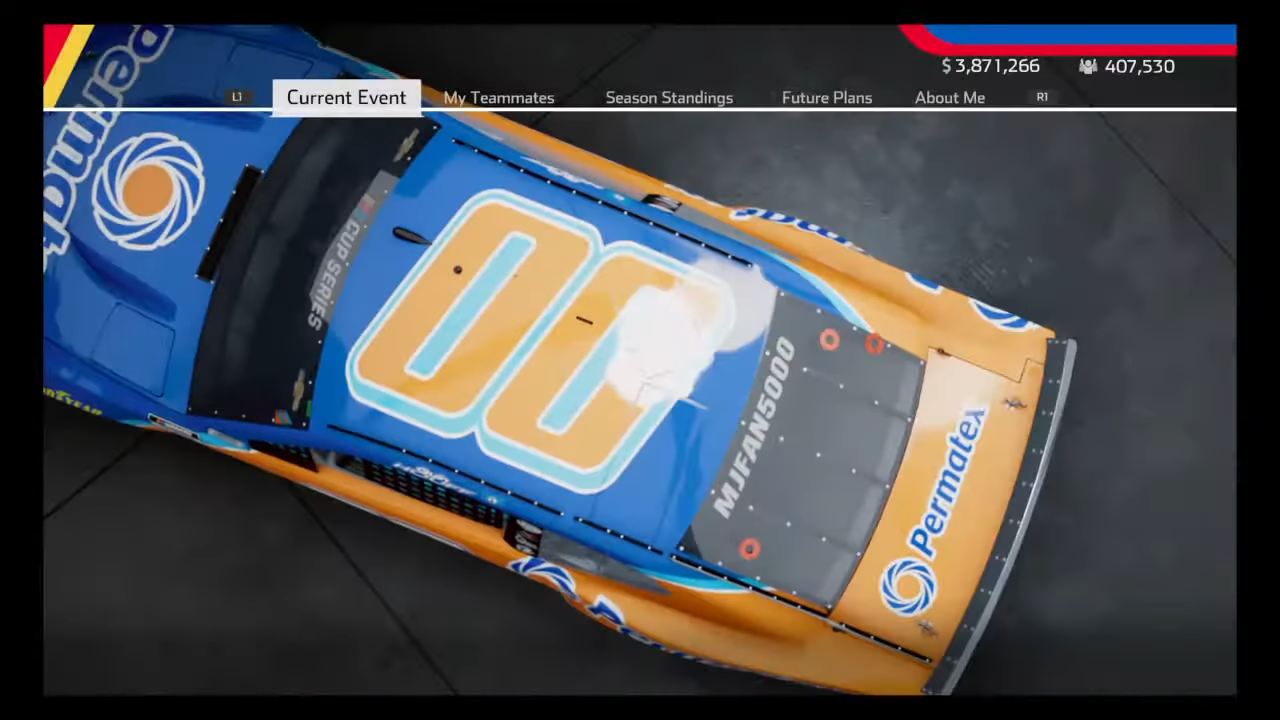 $ 3,871,266 407,530
L1 Current Event My Teammates Season Standings Future Plans About Me R1
Permatex
CUP SERIES
00
MJFAN5000
Permatex